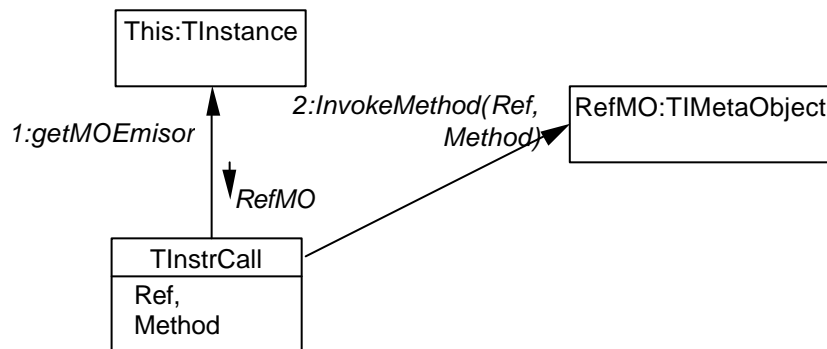 This:TInstance
2:InvokeMethod(Ref,
Method)
RefMO:TIMetaObject
1:getMOEmisor
RefMO
TInstrCall
Ref,
Method